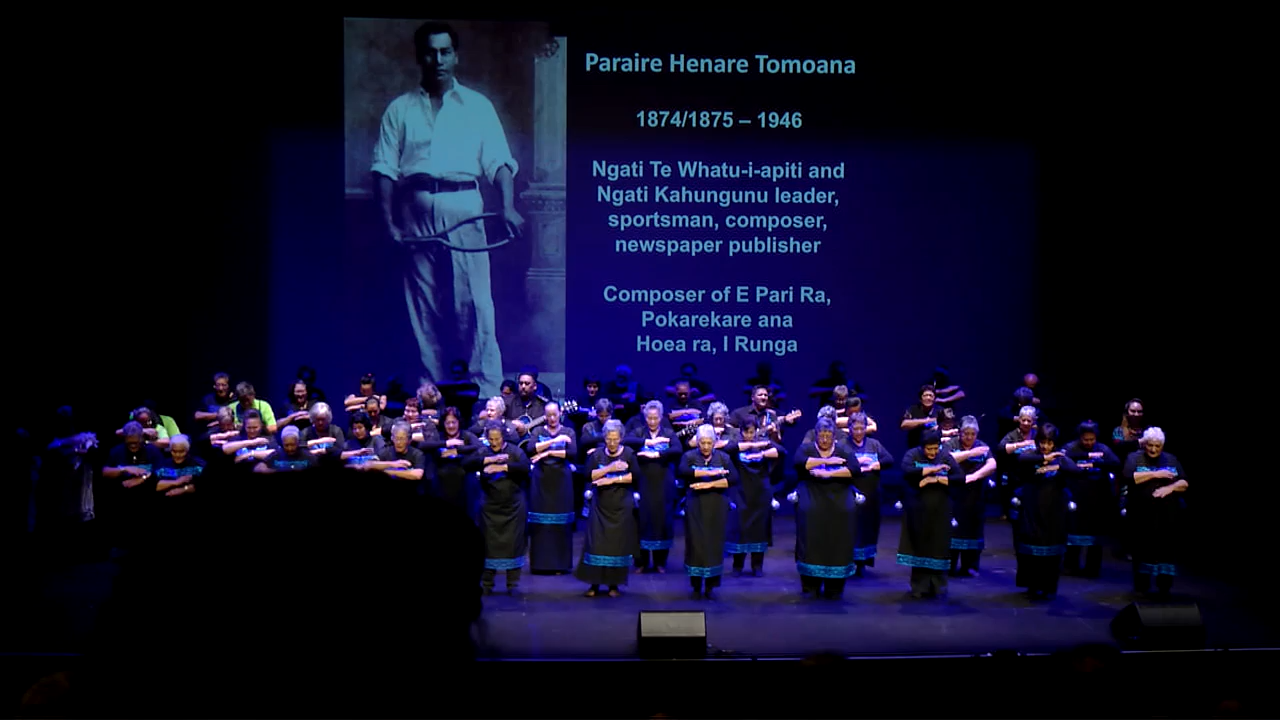 Paraire Henare Tomoana
1874/1875 – 1946
Ngati Te Whatu-i-apiti and
Ngati Kahungunu leader,
sportsman, composer,
newspaper publisher
Composer of E Pari Ra,
Pokarekare ana
Hoea ra, I Runga